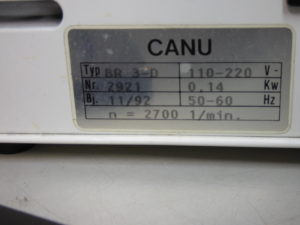 CANU
Typ BR 3-D 110-220 V-
Nr. 2921 0,14 Kw
Bj. 11/92 50-60 Hz
n = 2700 1/min.